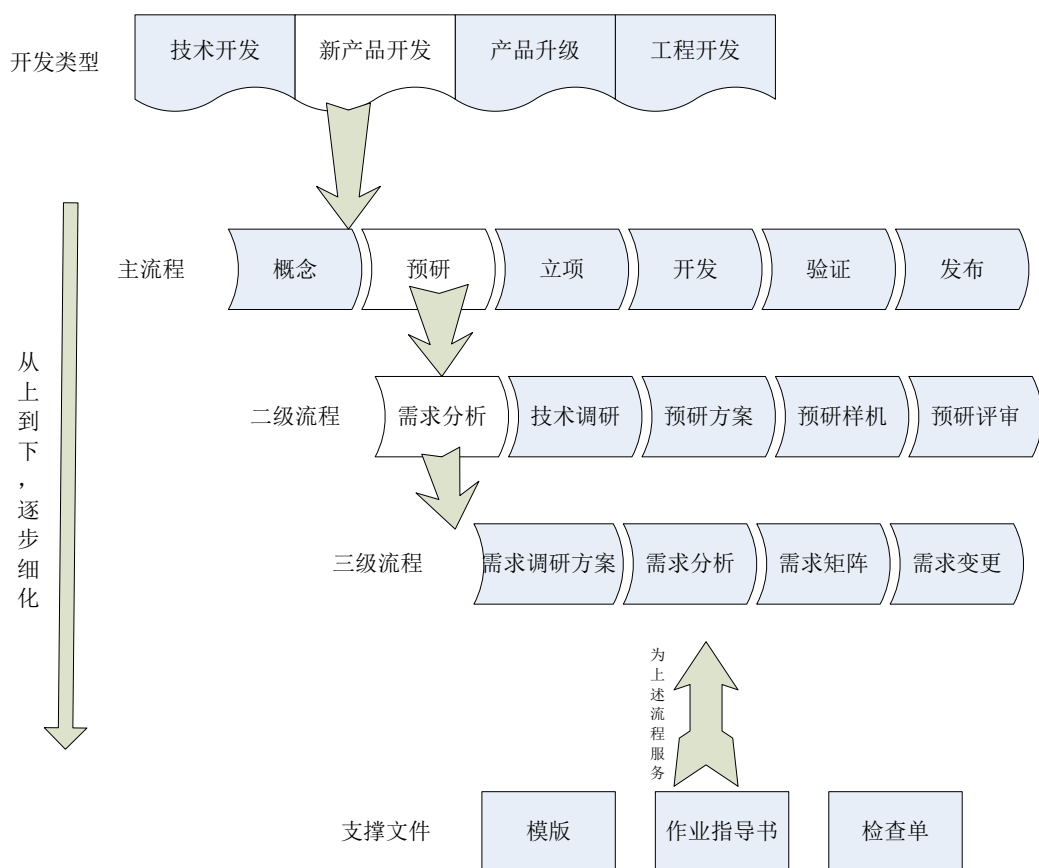 开发类型
技术开发
新产品开发
产品升级
工程开发
主流程
概念
预研
立项
开发
验证
发布
从上到下，逐步细化
二级流程
需求分析
技术调研
预研方案
预研样机
预研评审
三级流程
需求调研方案
需求分析
需求矩阵
需求变更
为上述流程服务
支撑文件
模版
作业指导书
检查单